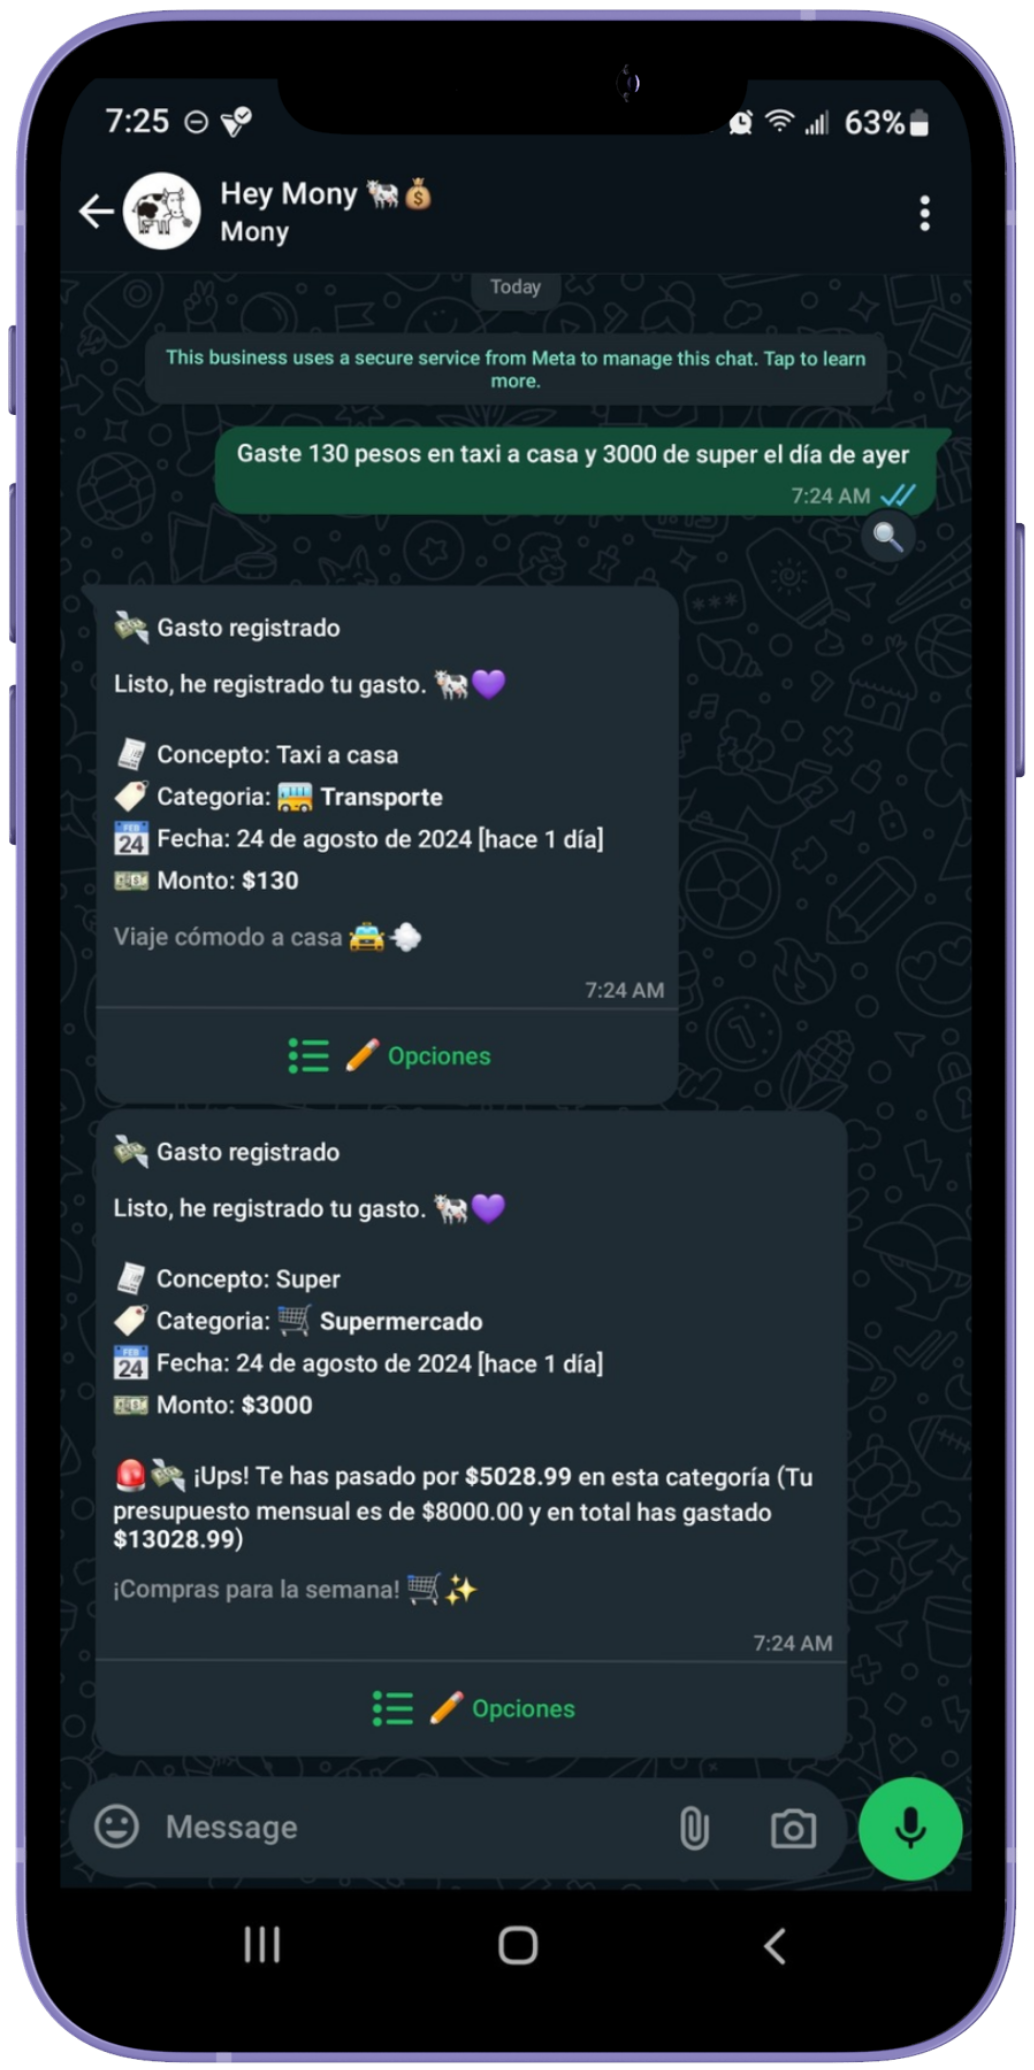 7:25 63%
Hey Mony 🐄💰
Mony
Today
This business uses a secure service from Meta to manage this chat. Tap to learn
more.
Gaste 130 pesos en taxi a casa y 3000 de super el día de ayer
7:24 AM
💸 Gasto registrado
Listo, he registrado tu gasto. 🐄💜
🧾 Concepto: Taxi a casa
🏷️ Categoria: 🚌 Transporte
📅 Fecha: 24 de agosto de 2024 [hace 1 día]
💵 Monto: $130
Viaje cómodo a casa 🚖💨
7:24 AM
✏️ Opciones
💸 Gasto registrado
Listo, he registrado tu gasto. 🐄💜
🧾 Concepto: Super
🏷️ Categoria: 🛒 Supermercado
📅 Fecha: 24 de agosto de 2024 [hace 1 día]
💵 Monto: $3000
🚨💸 ¡Ups! Te has pasado por $5028.99 en esta categoría (Tu
presupuesto mensual es de $8000.00 y en total has gastado
$13028.99)
¡Compras para la semana! 🛒✨
7:24 AM
✏️ Opciones
Message